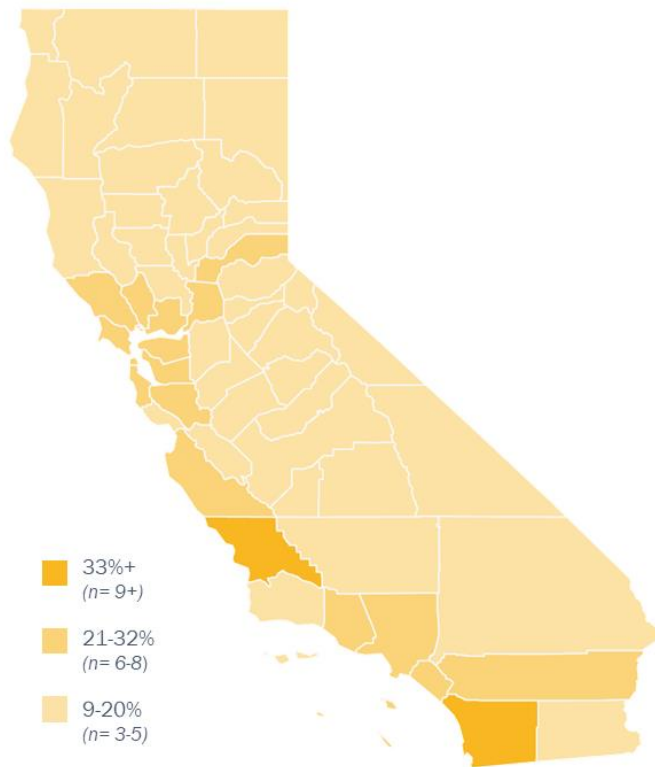 33%+
(n= 9+)
21-32%
(n= 6-8)
9-20%
(n= 3-5)